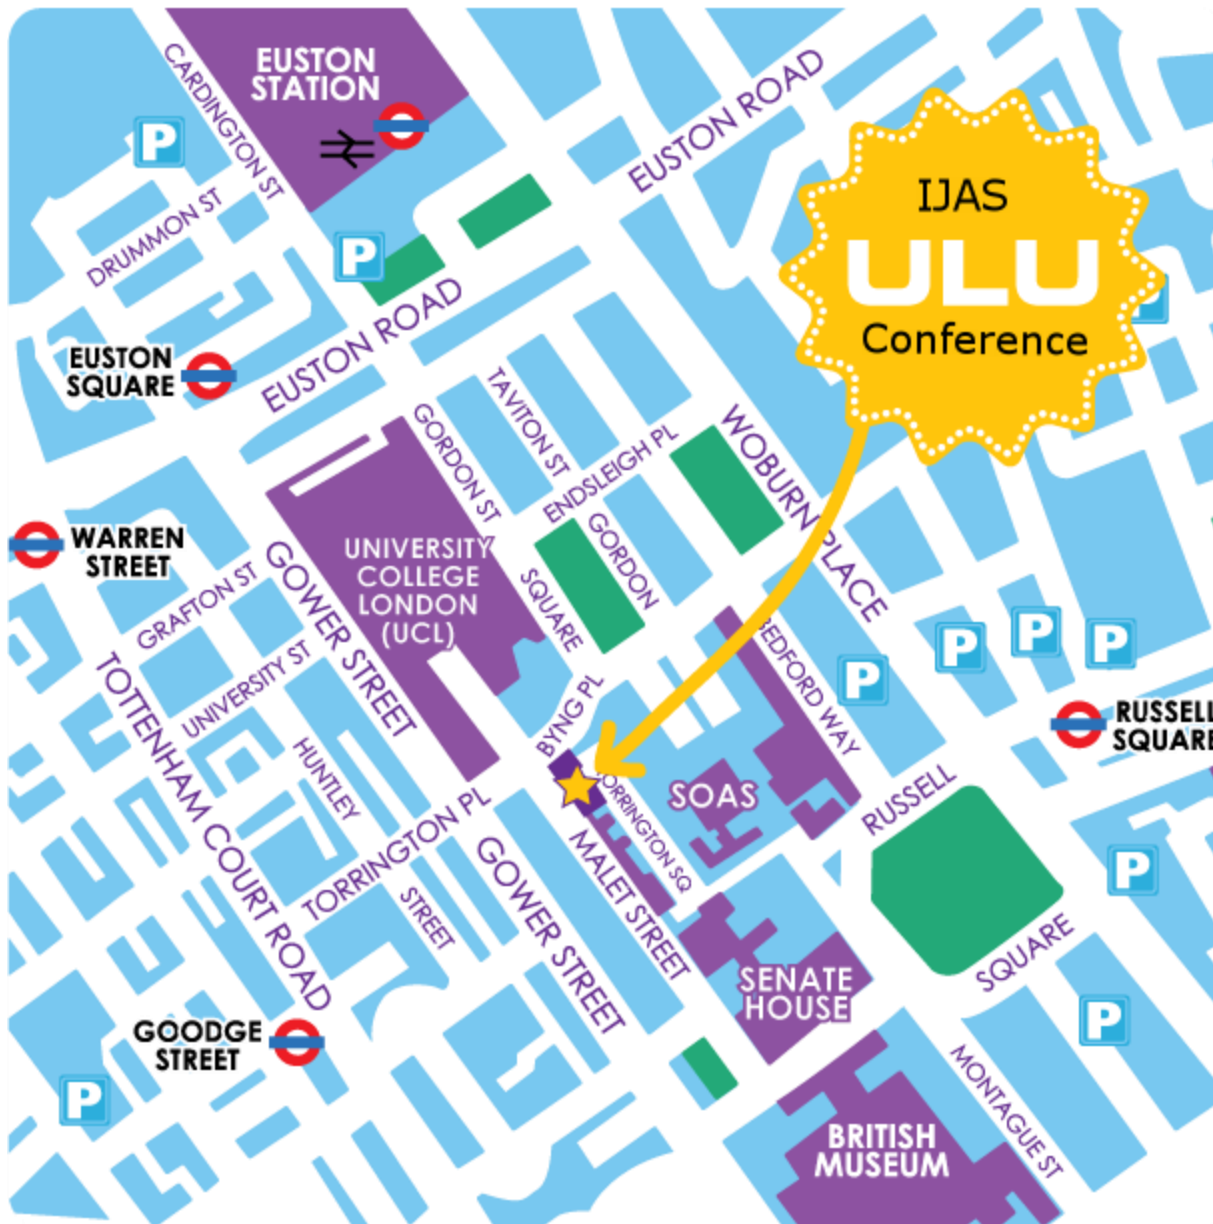 EUSTON
STATION
CARDINGTON ST
P
EUSTON ROAD
IJAS
ULU
Conference
DRUMMON ST
P
P
EUSTON ROAD
EUSTON
SQUARE
TAVITON ST
GORDON ST
ENDSLEIGH PL
WOBURN PLACE
WARREN
STREET
UNIVERSITY
COLLEGE
LONDON
(UCL)
GORDON
SQUARE
GRAFTON ST
GOWER STREET
UNIVERSITY ST
TOTTENHAM COURT ROAD
BEDFORD WAY
P
P
P
P
BYNG PL
RUSSELL
SQUARE
HUNTLEY
STREET
TORRINGTON PL
SOAS
ORRINGTON SQ
RUSSELL
SQUARE
MALET STREET
GOWER STREET
P
SENATE
HOUSE
P
GOODGE
STREET
P
MONTAGUE ST
BRITISH
MUSEUM